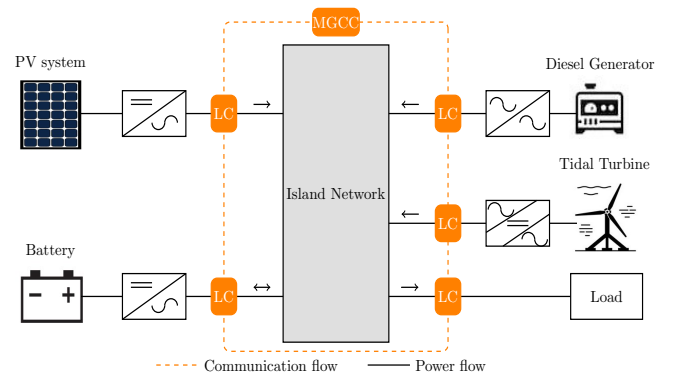 MGCC
PV system
Diesel Generator
LC
LC
Tidal Turbine
Island Network
LC
Battery
LC
LC
Load
Communication flow
Power flow